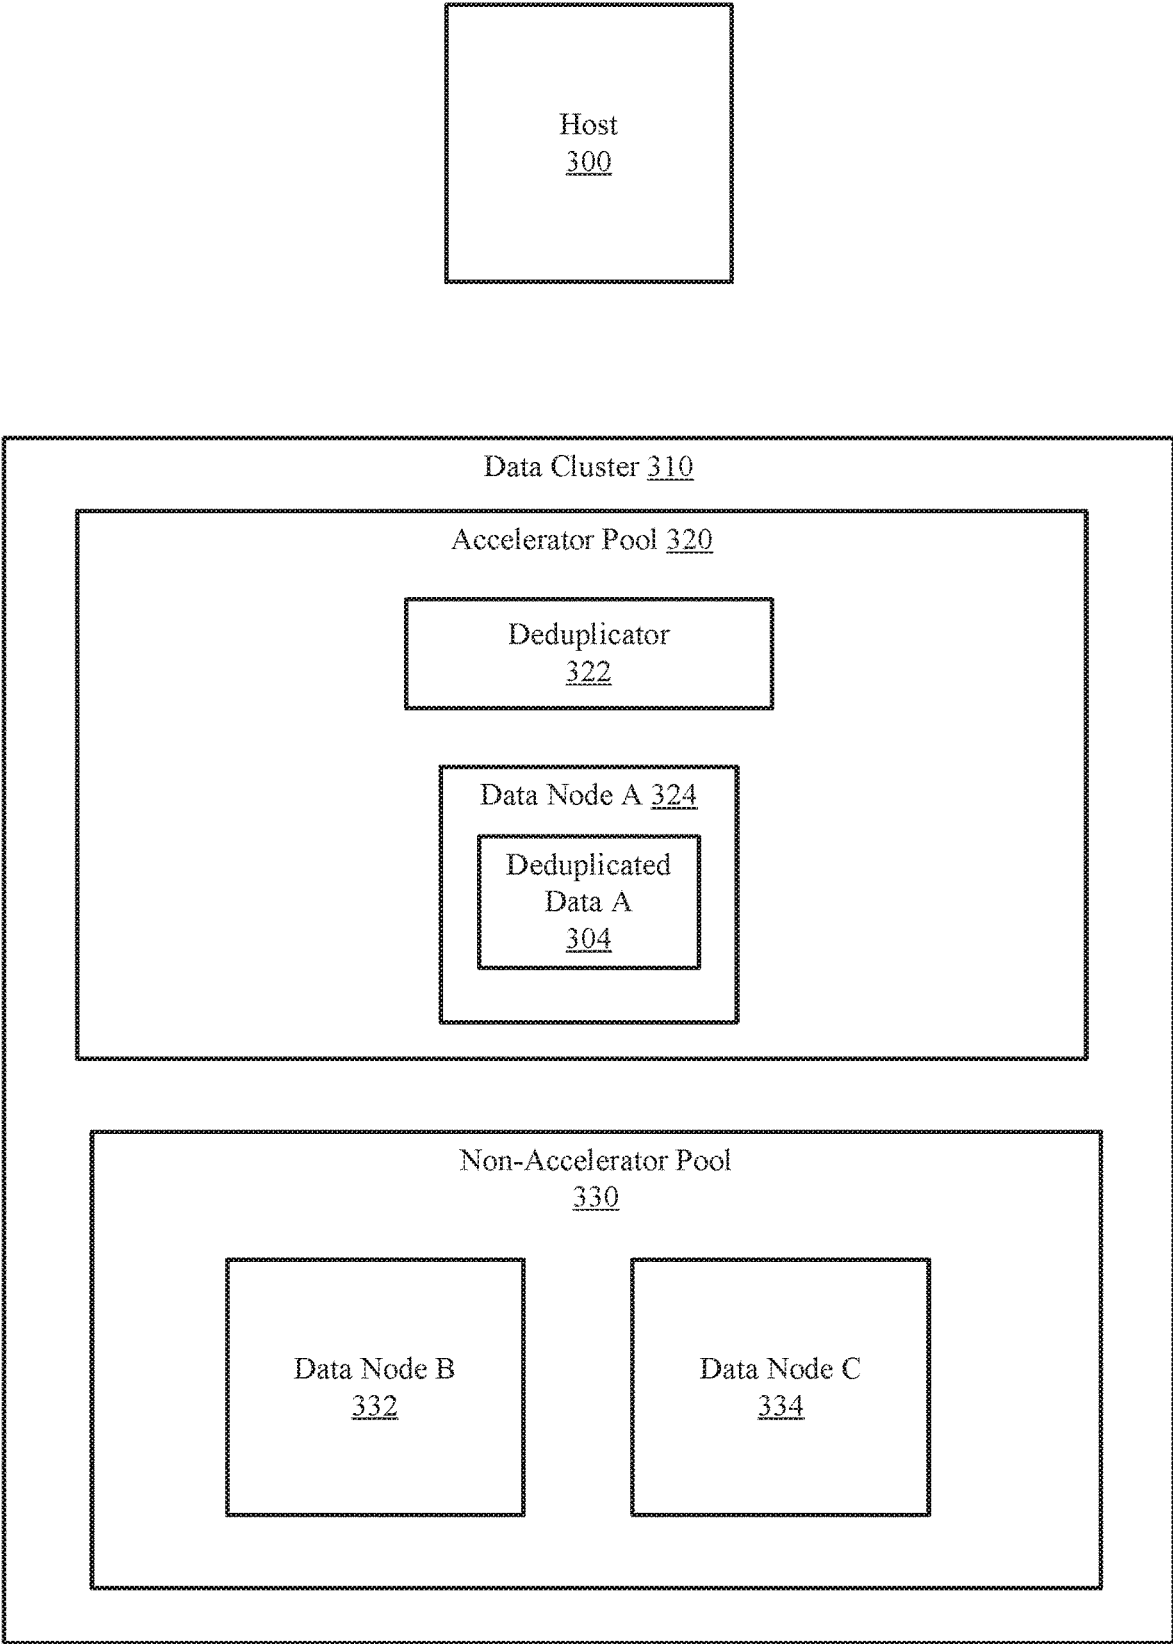 Host
300
Data Cluster 310
Accelerator Pool 320
Deduplicator
322
Data Node A 324
Deduplicated
Data A
304
Non-Accelerator Pool
330
Data Node B
332
Data Node C
334